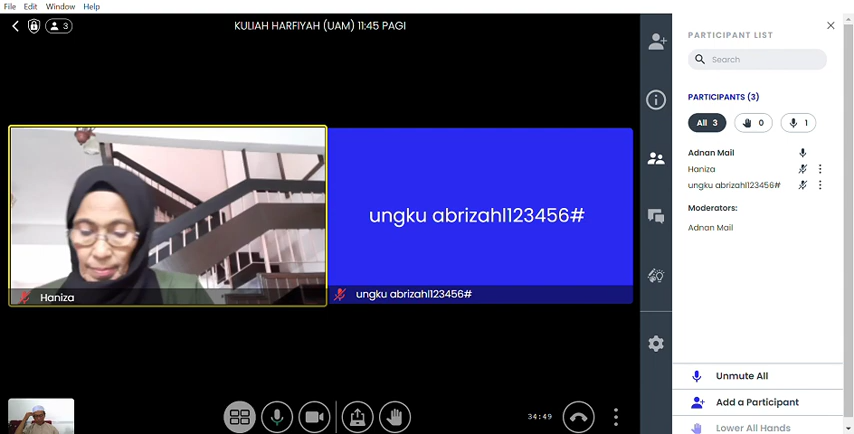 File Edit Window Help
3
KULIAH HARFIYAH (UAM) 11:45 PAGI
ungku abrizahl123456#
Haniza
ungku abrizahl123456#
34:49
PARTICIPANT LIST
Search
PARTICIPANTS (3)
All 3 0 1
Adnan Mail
Haniza
ungku abrizahl123456#
Moderators:
Adnan Mail
Unmute All
Add a Participant
Lower All Hands